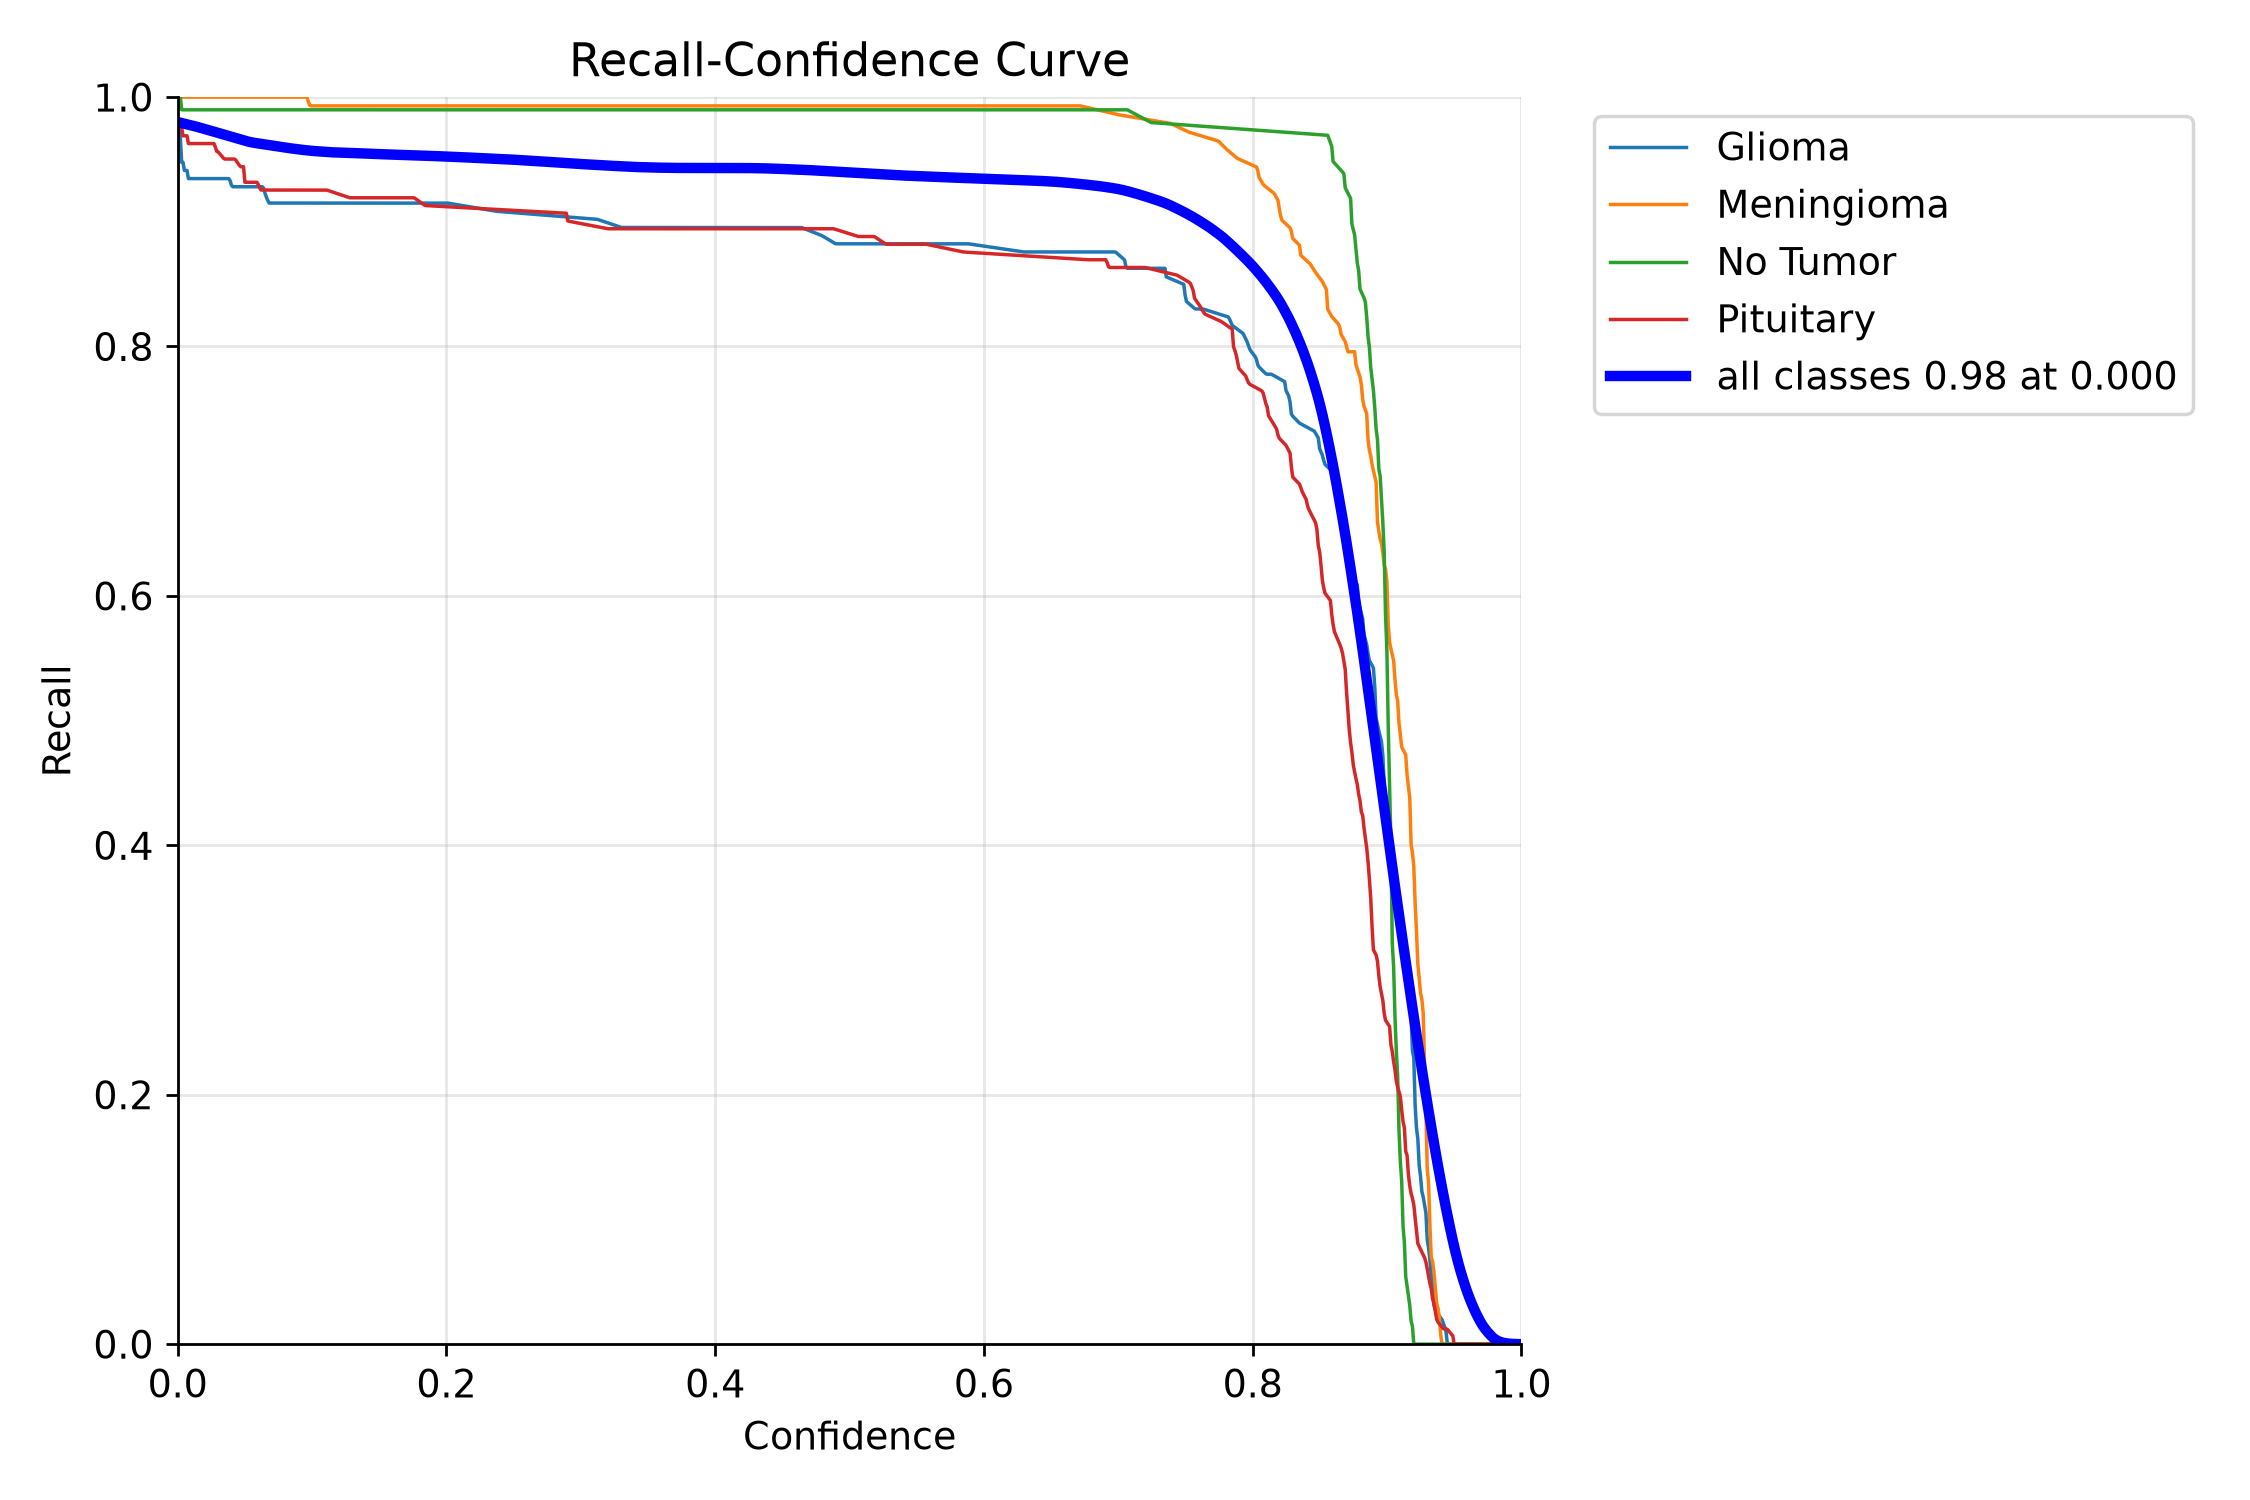 Recall-Confidence Curve
1.0
0.8
0.6
0.4
0.2
0.0
Recall
0.0 0.2 0.4 0.6 0.8 1.0
Confidence
Glioma
Meningioma
No Tumor
Pituitary
all classes 0.98 at 0.000